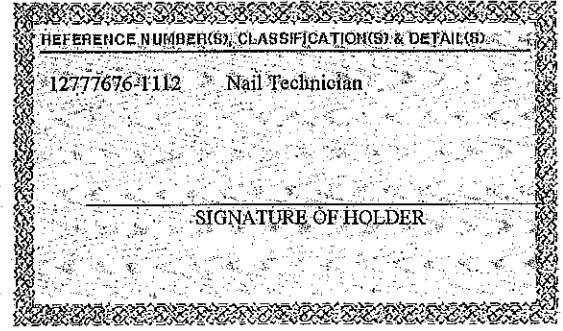 REFERENCE NUMBER(S), CLASSIFICATION(S) & DETAIL(S)
12777676-1112 Nail Technician
SIGNATURE OF HOLDER